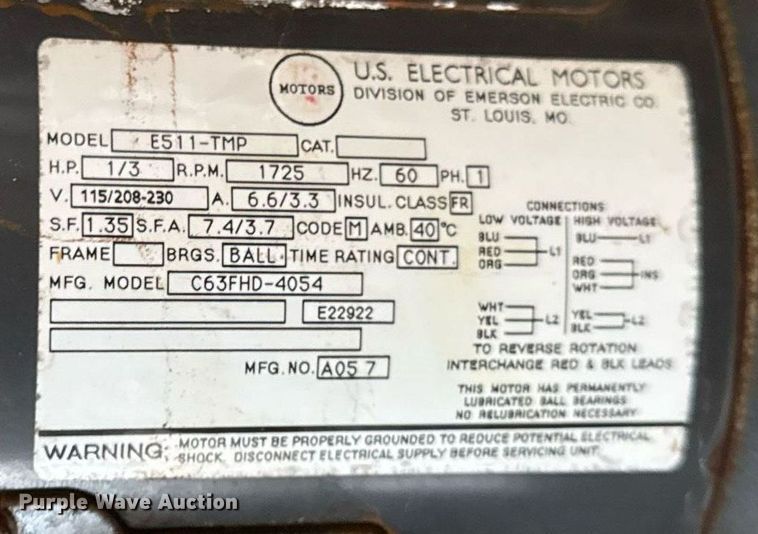 MOTORS
U.S. ELECTRICAL MOTORS
DIVISION OF EMERSON ELECTRIC CO.
ST. LOUIS, MO.
MODEL E511-TMP CAT.
H.P. 1/3 R.P.M. 1725 HZ. 60 PH. 1
V. 115/208-230 A. 6.6/3.3 INSUL. CLASS FR
S.F. 1.35 S.F.A. 7.4/3.7 CODE M AMB. 40 °C
FRAME BRGS. BALL TIME RATING CONT.
MFG. MODEL C63FHD-4054
E22922
MFG. NO. A05 7
CONNECTIONS
LOW VOLTAGE HIGH VOLTAGE
BLU
RED L1
ORG
WHT
YEL L2
BLK
BLU L1
RED
ORG INS
WHT
YEL L2
BLK
TO REVERSE ROTATION
INTERCHANGE RED & BLK LEADS
THIS MOTOR HAS PERMANENTLY
LUBRICATED BALL BEARINGS
NO RELUBRICATION NECESSARY
WARNING: MOTOR MUST BE PROPERLY GROUNDED TO REDUCE POTENTIAL ELECTRICAL
SHOCK. DISCONNECT ELECTRICAL SUPPLY BEFORE SERVICING UNIT
Purple Wave Auction